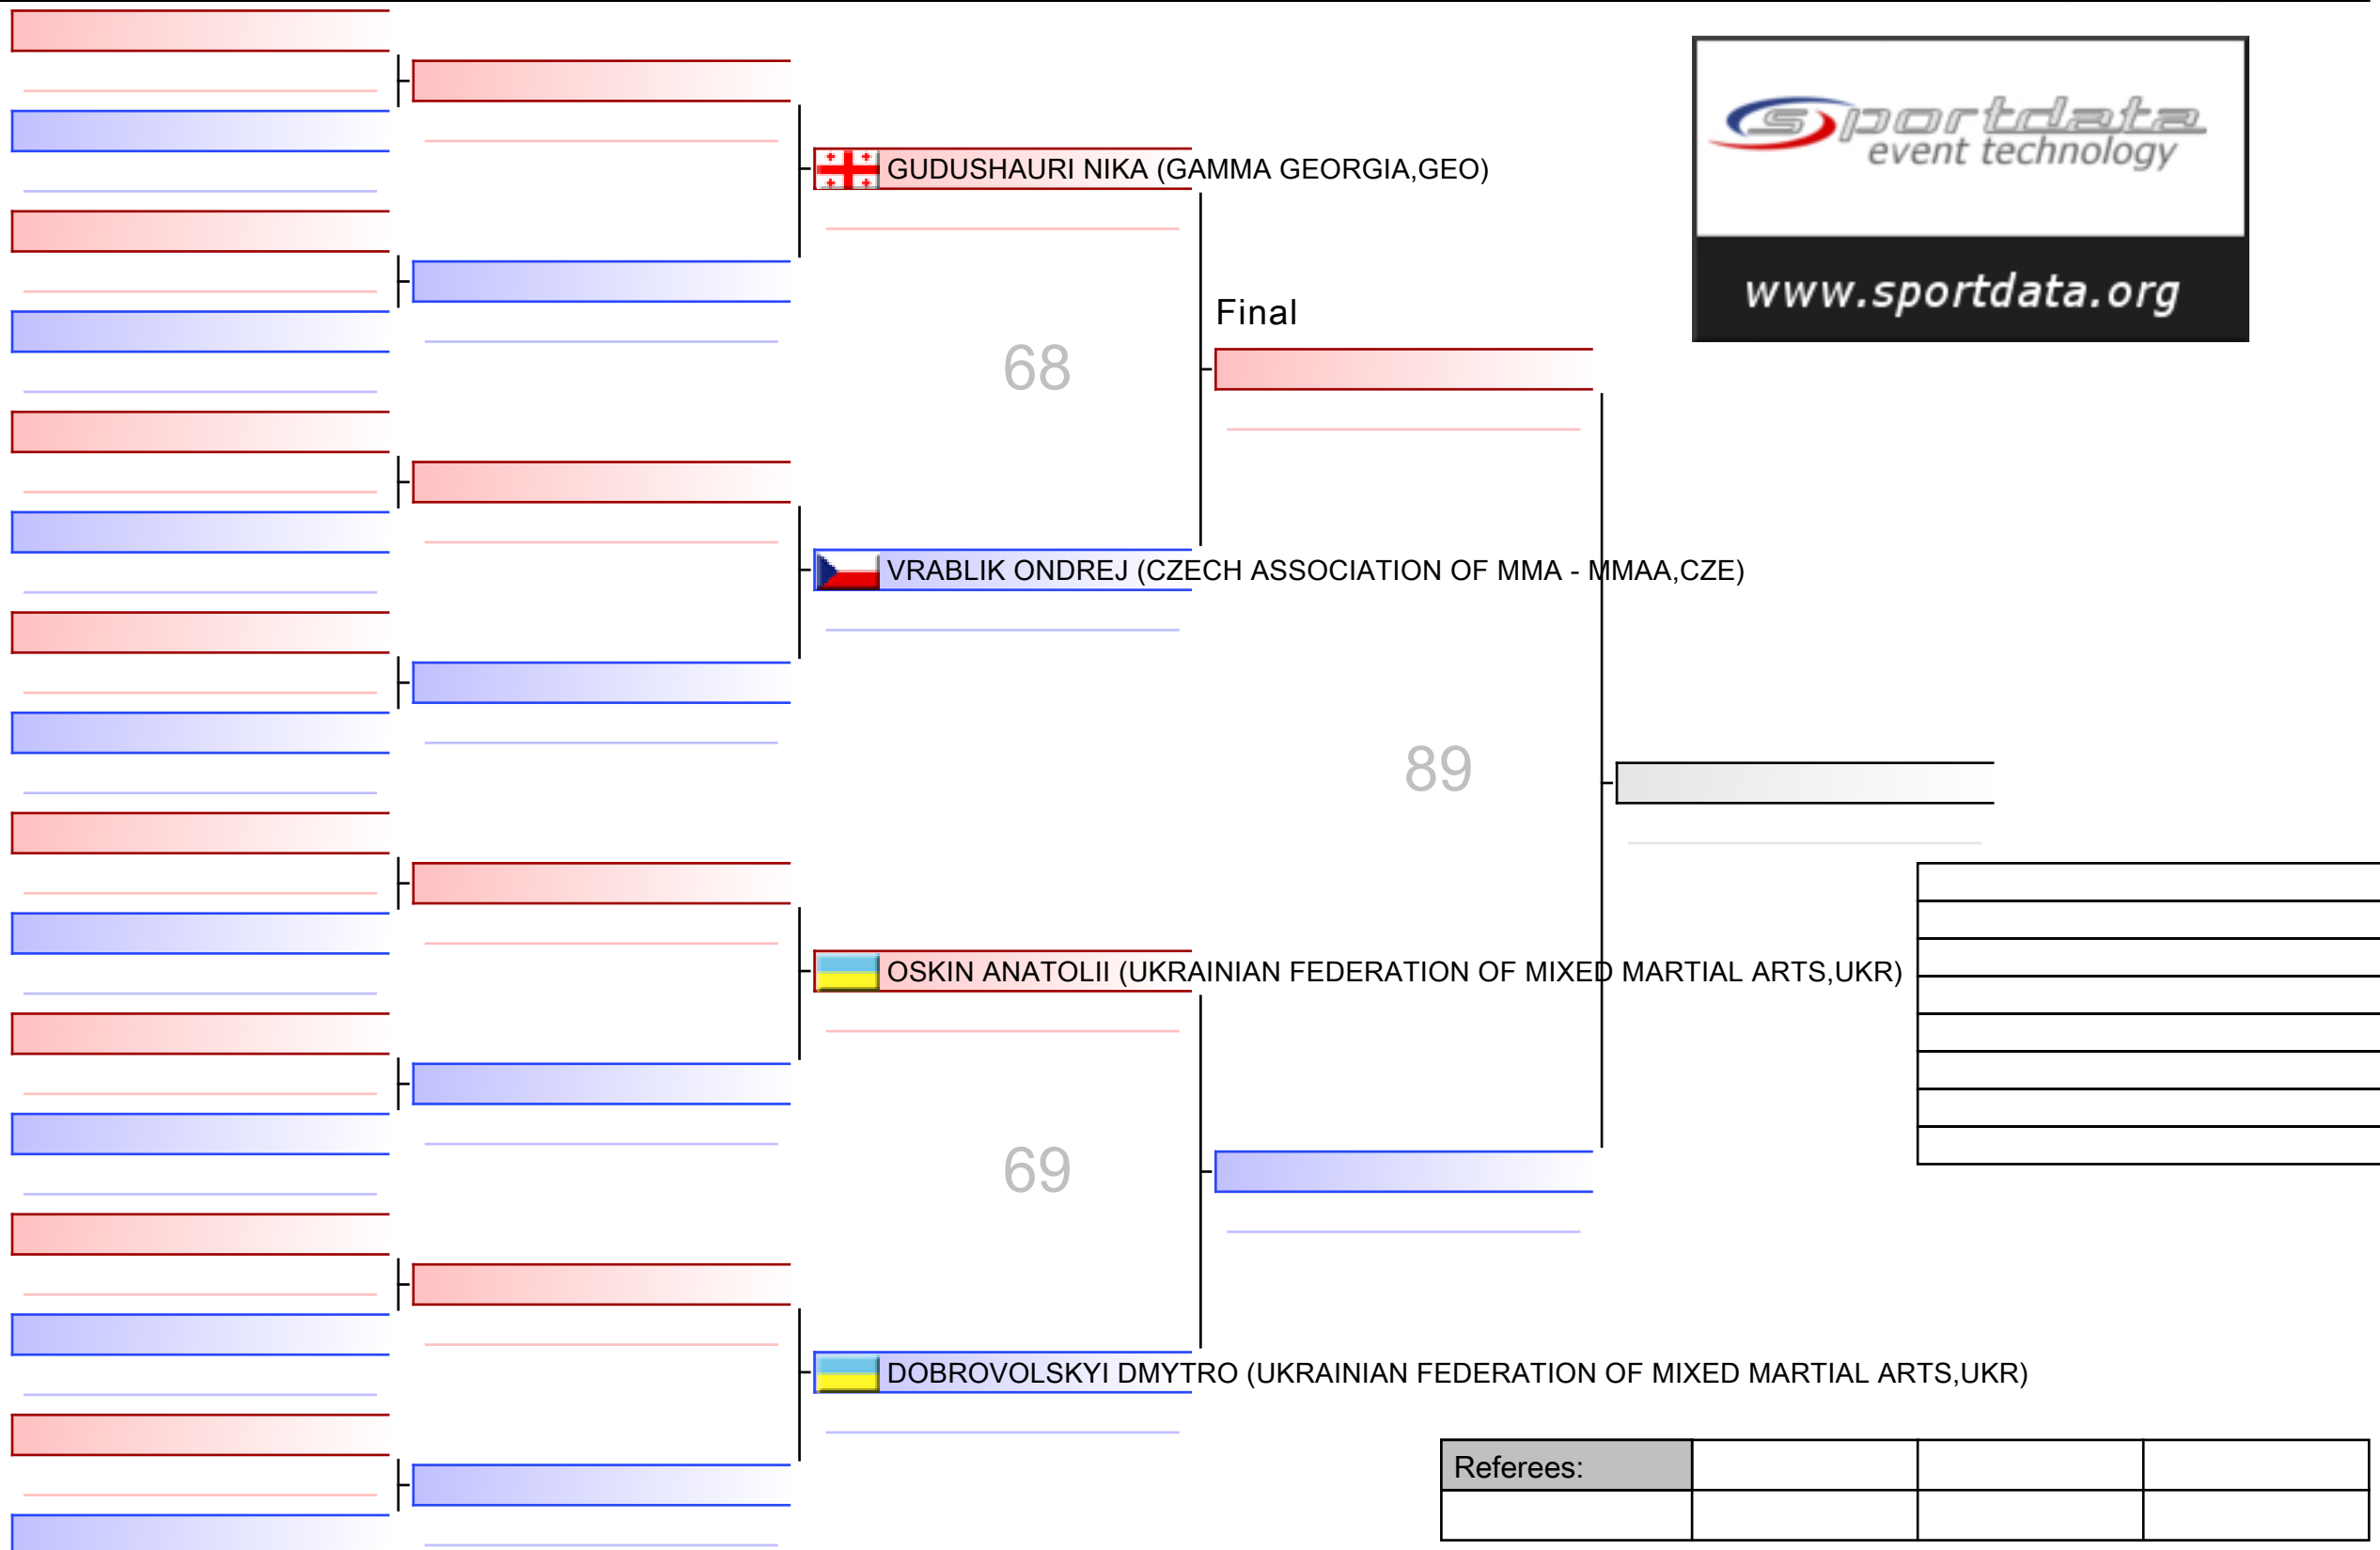 sportdata
event technology
www.sportdata.org
GUDUSHAURI NIKA (GAMMA GEORGIA,GEO)
Final
68
VRABLIK ONDREJ (CZECH ASSOCIATION OF MMA - MMAA,CZE)
89
OSKIN ANATOLII (UKRAINIAN FEDERATION OF MIXED MARTIAL ARTS,UKR)
69
DOBROVOLSKYI DMYTRO (UKRAINIAN FEDERATION OF MIXED MARTIAL ARTS,UKR)
Referees: